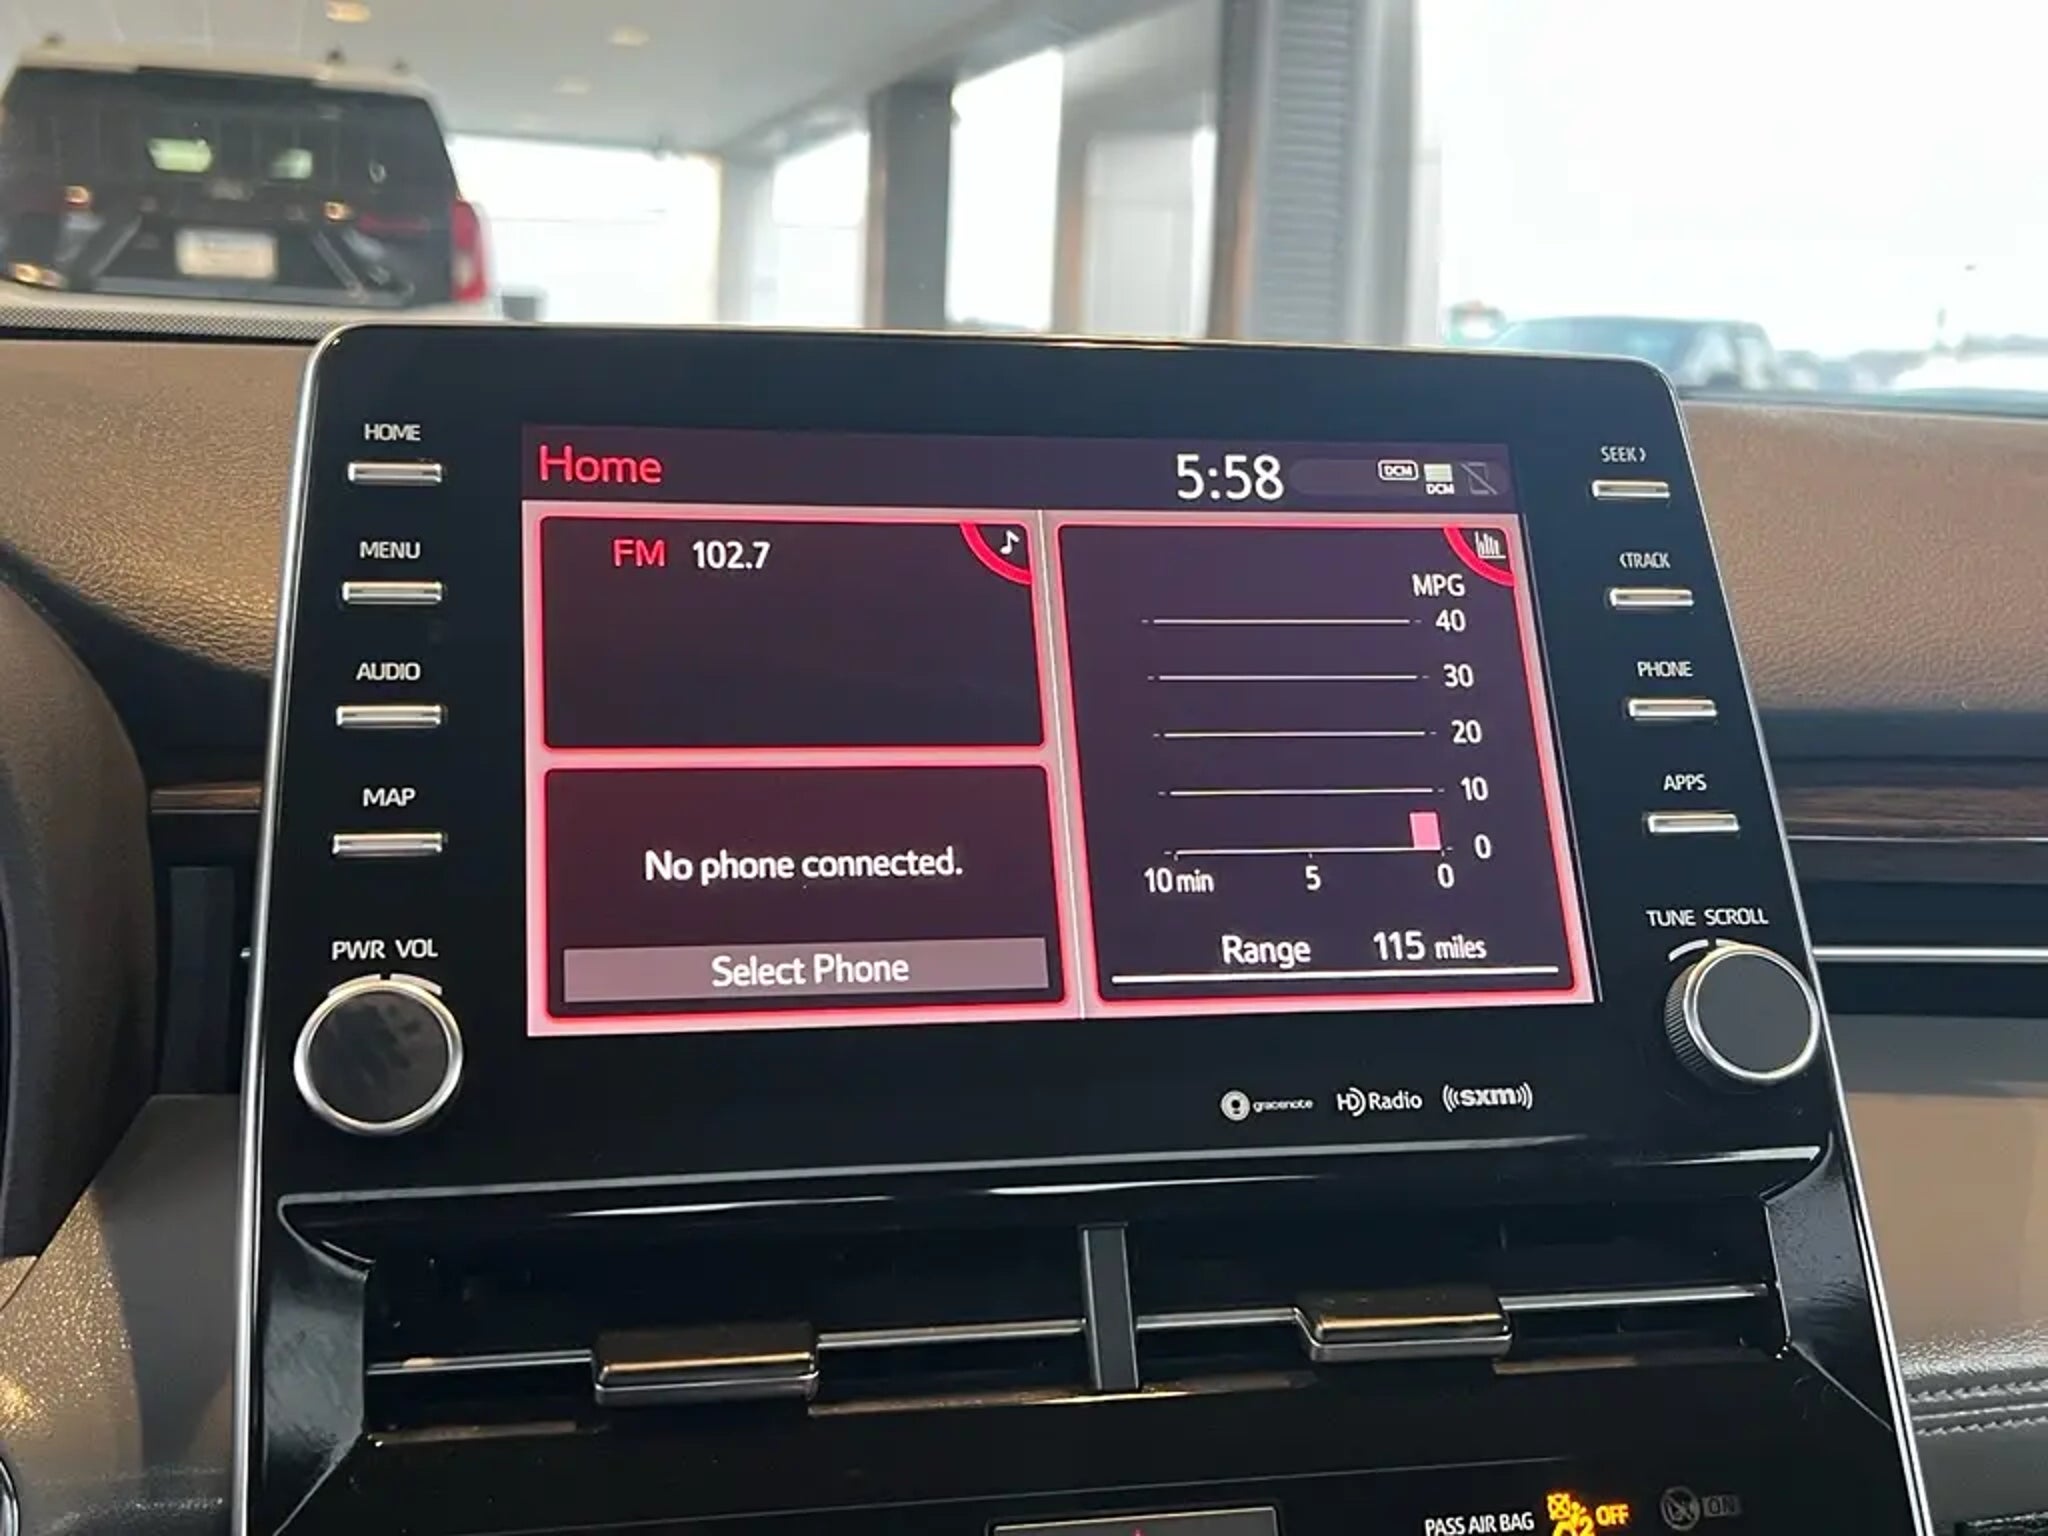 HOME
MENU
AUDIO
MAP
PWR VOL
Home
5:58
DCM
DCM
FM 102.7
No phone connected.
Select Phone
MPG
40
30
20
10
0
10 min 5 0
Range 115 miles
SEEK›
‹TRACK
PHONE
APPS
TUNE SCROLL
gracenote HD Radio (((sxm)))
PASS AIR BAG 2 OFF ON